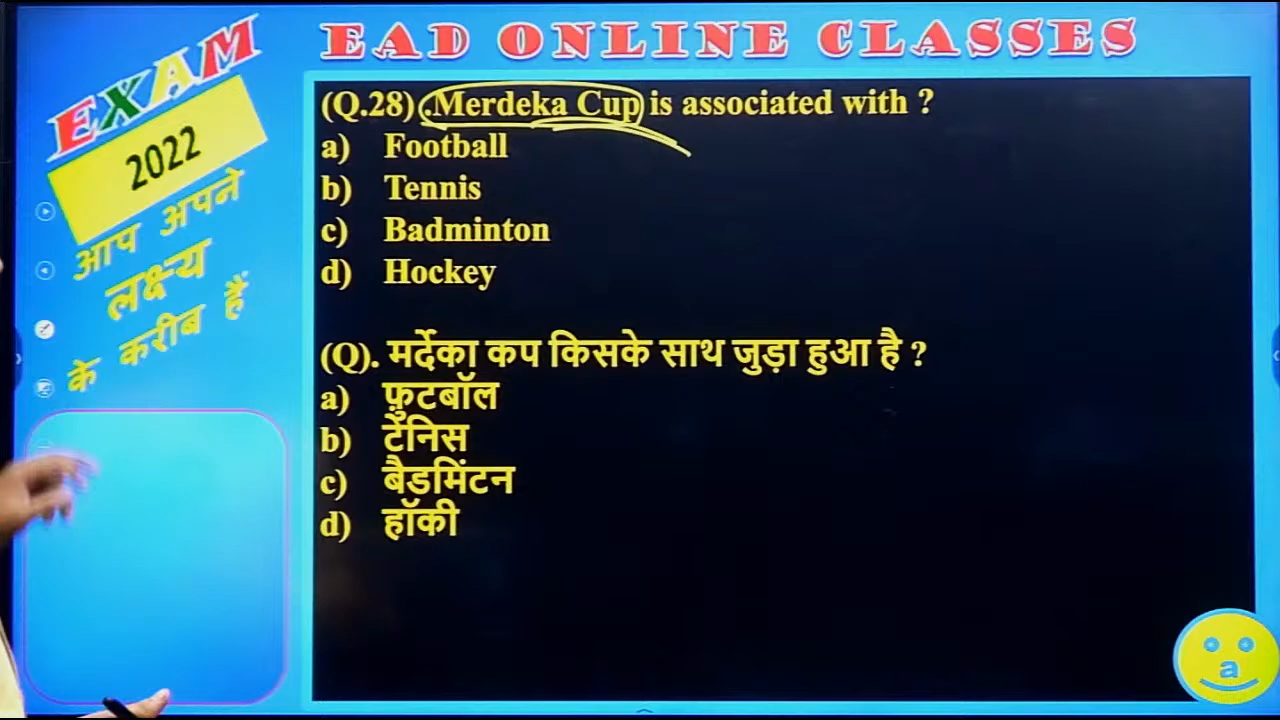 EAD ONLINE CLASSES
EXAM
2022
आप अपने
लक्ष्य
के करीब हैं
(Q.28).Merdeka Cup is associated with ?
a) Football
b) Tennis
c) Badminton
d) Hockey
(Q). मर्देका कप किसके साथ जुड़ा हुआ है ?
a) फ़ुटबॉल
b) टेनिस
c) बैडमिंटन
d) हॉकी
a